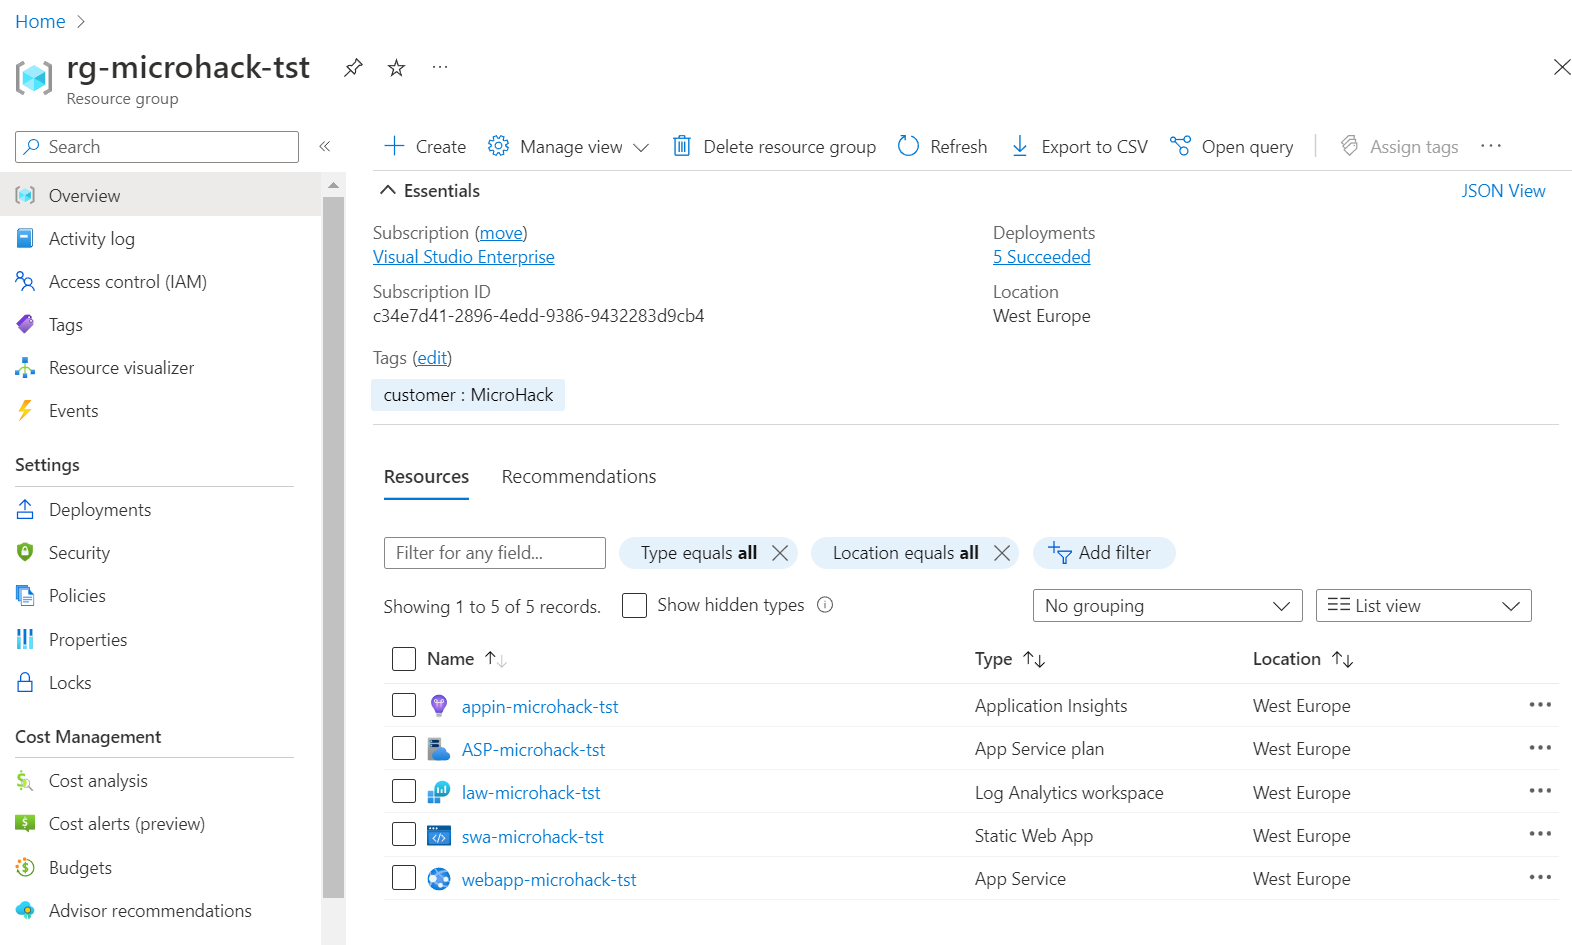 Home
rg-microhack-tst
Resource group
Search
Overview
Activity log
Access control (IAM)
Tags
Resource visualizer
Events
Settings
Deployments
Security
Policies
Properties
Locks
Cost Management
Cost analysis
Cost alerts (preview)
Budgets
Advisor recommendations
Create Manage view Delete resource group Refresh Export to CSV Open query Assign tags
Essentials JSON View
Subscription (move) Deployments
Visual Studio Enterprise 5 Succeeded
Subscription ID Location
c34e7d41-2896-4edd-9386-9432283d9cb4 West Europe
Tags (edit)
customer : MicroHack
Resources Recommendations
Filter for any field... Type equals all Location equals all Add filter
Showing 1 to 5 of 5 records. Show hidden types No grouping List view
Name Type Location
appin-microhack-tst Application Insights West Europe
ASP-microhack-tst App Service plan West Europe
law-microhack-tst Log Analytics workspace West Europe
swa-microhack-tst Static Web App West Europe
webapp-microhack-tst App Service West Europe